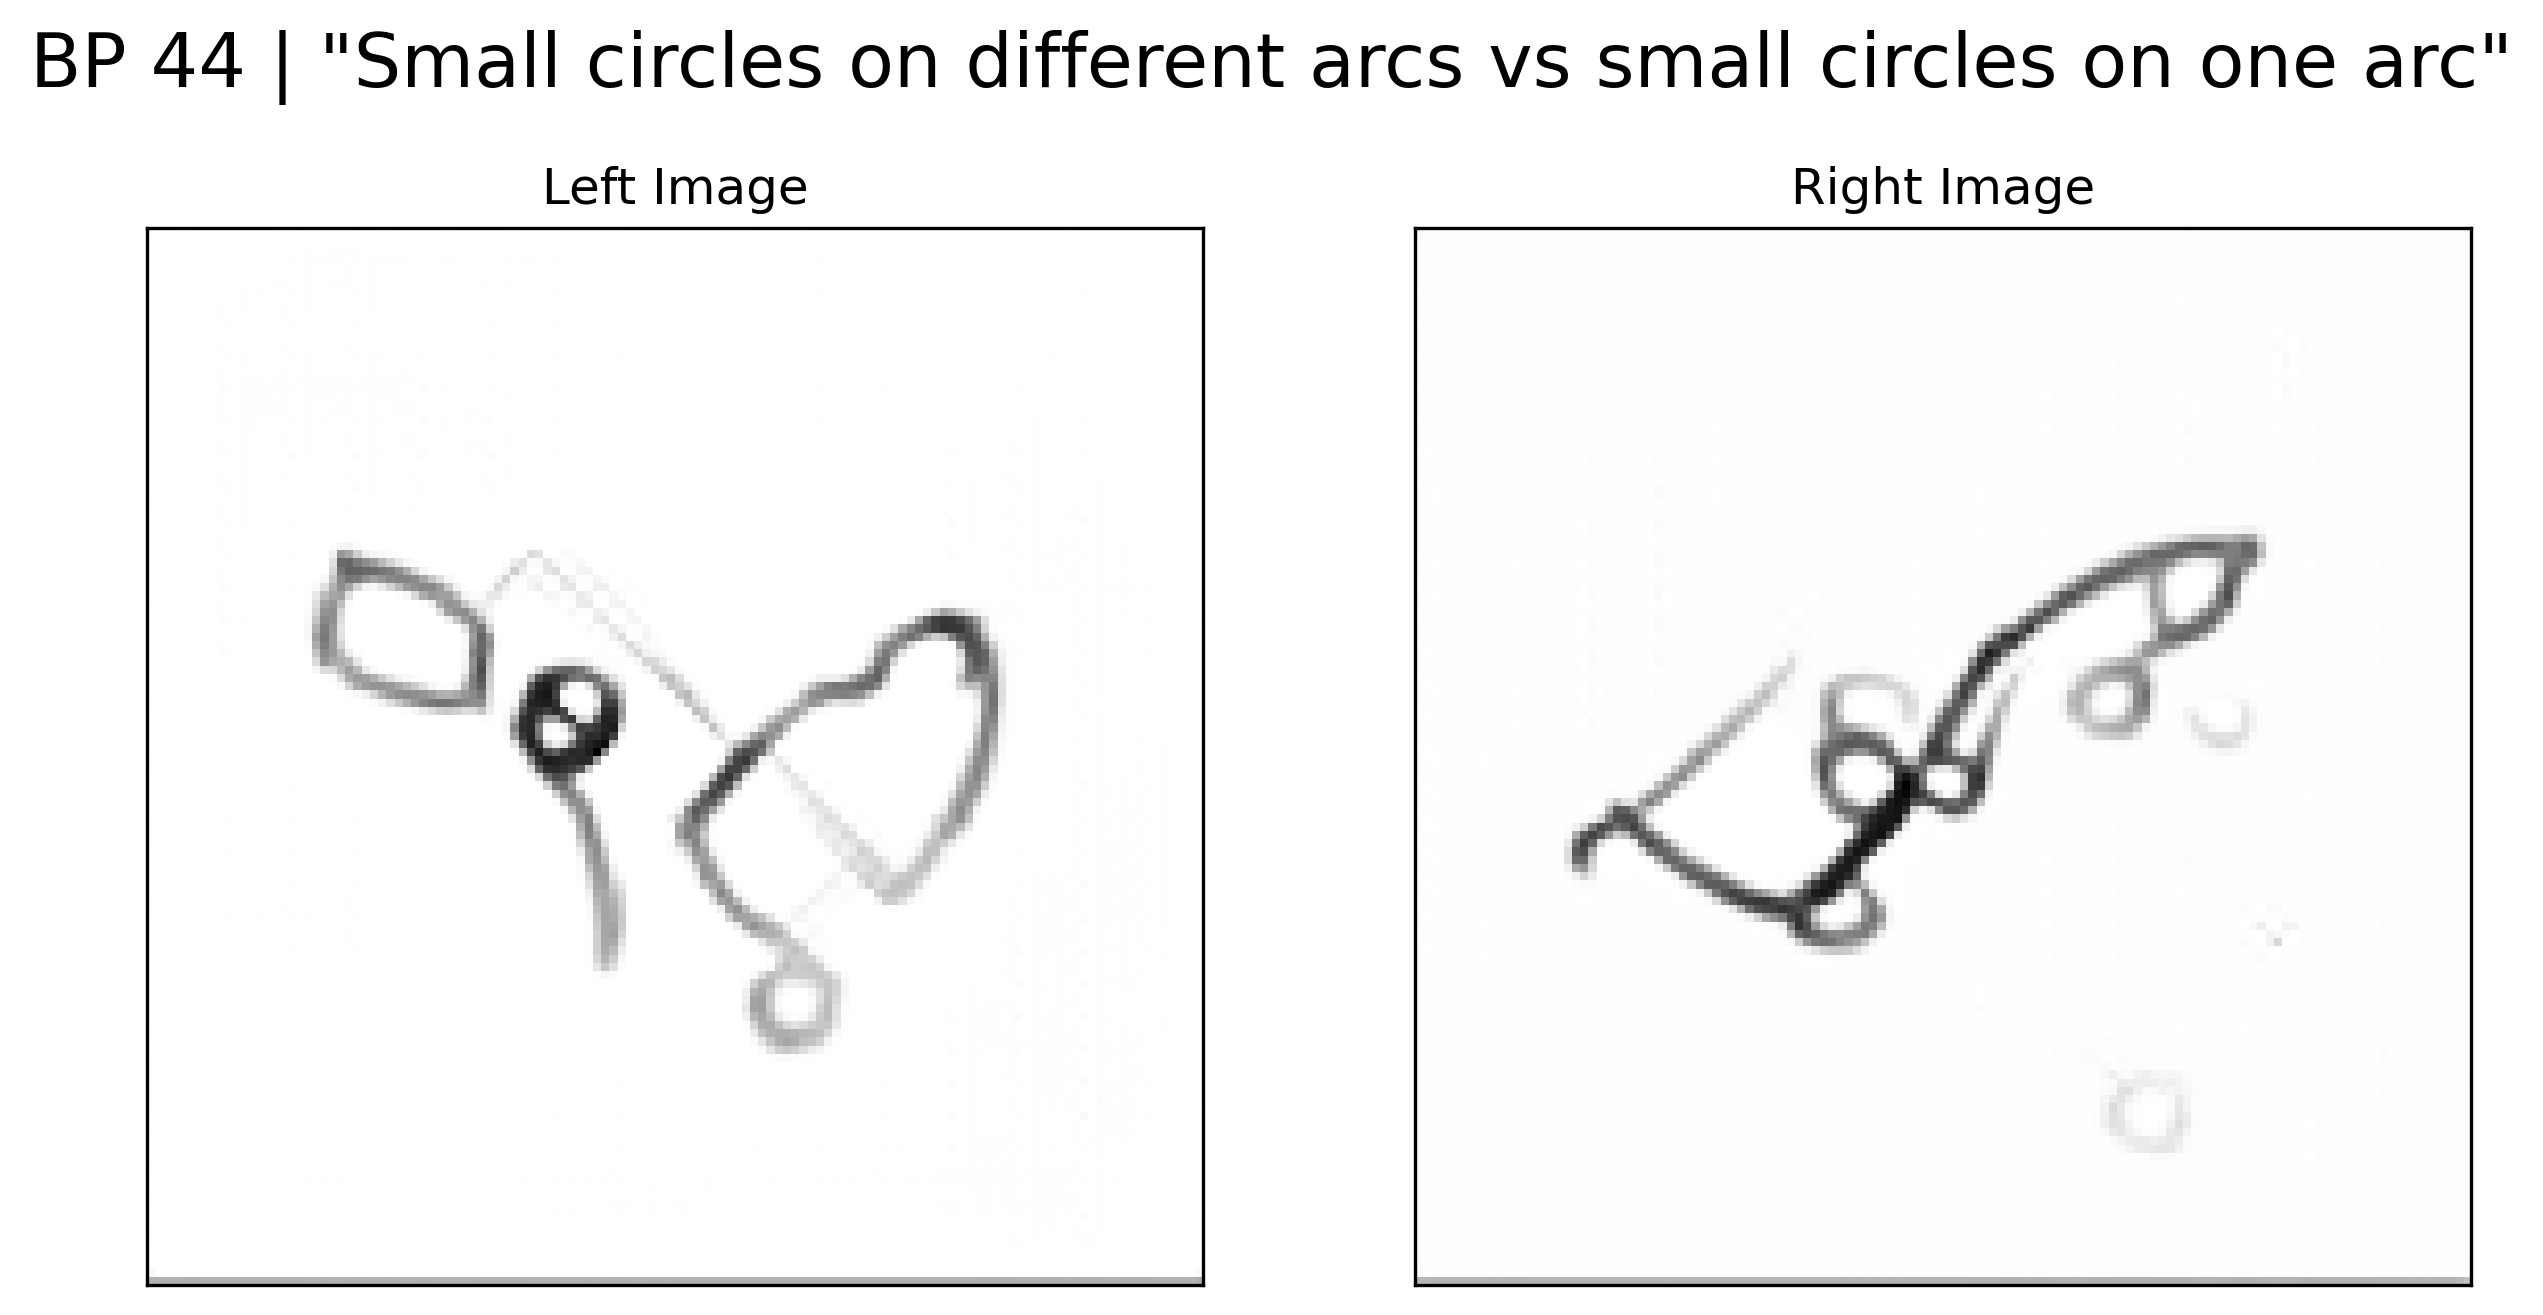 BP 44 | "Small circles on different arcs vs small circles on one arc"
Left Image
Right Image